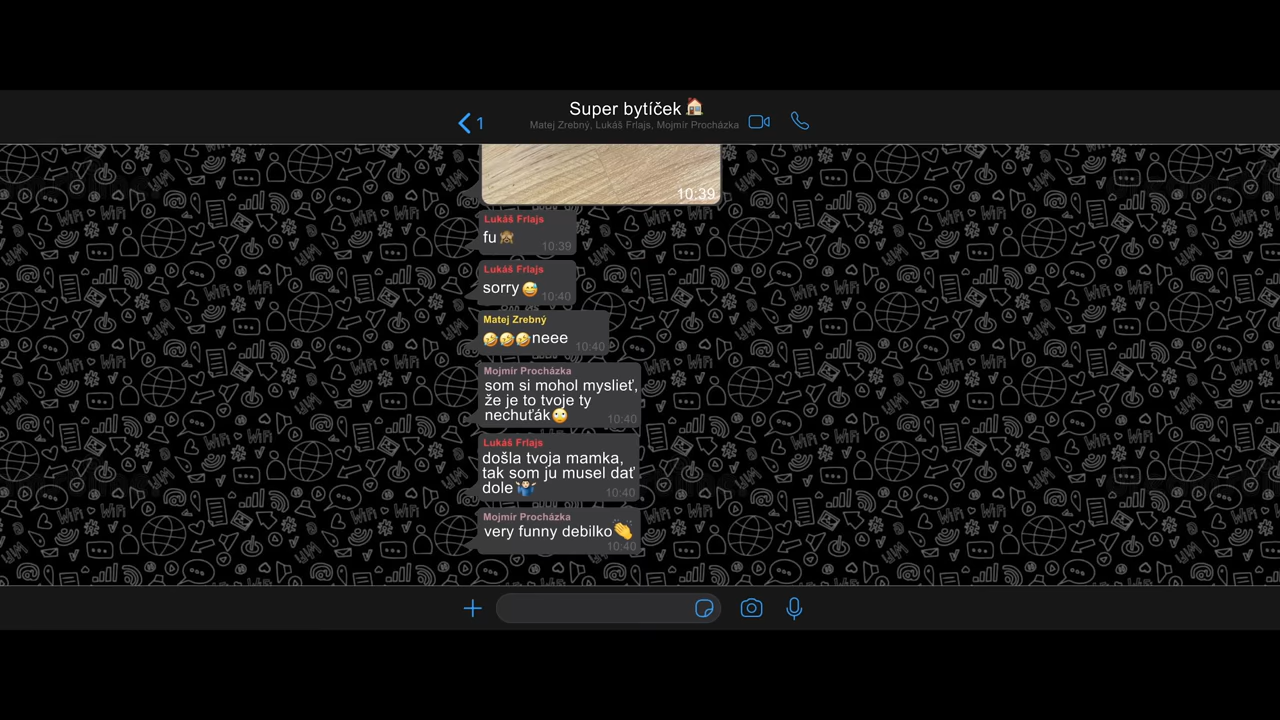 Super bytíček🏠
1
Matej Zrebný, Lukáš Frlajs, Mojmír Procházka
10:39
Lukáš Frlajs
fu🙈
10:39
Lukáš Frlajs
sorry😅
10:40
Matej Zrebný
🤣🤣🤣neee
10:40
Mojmír Procházka
som si mohol myslieť,
že je to tvoje ty
nechuťák🙄
10:40
Lukáš Frlajs
došla tvoja mamka,
tak som ju musel dať
dole🤷🏻‍♂️
10:40
Mojmír Procházka
very funny debilko👏
10:40